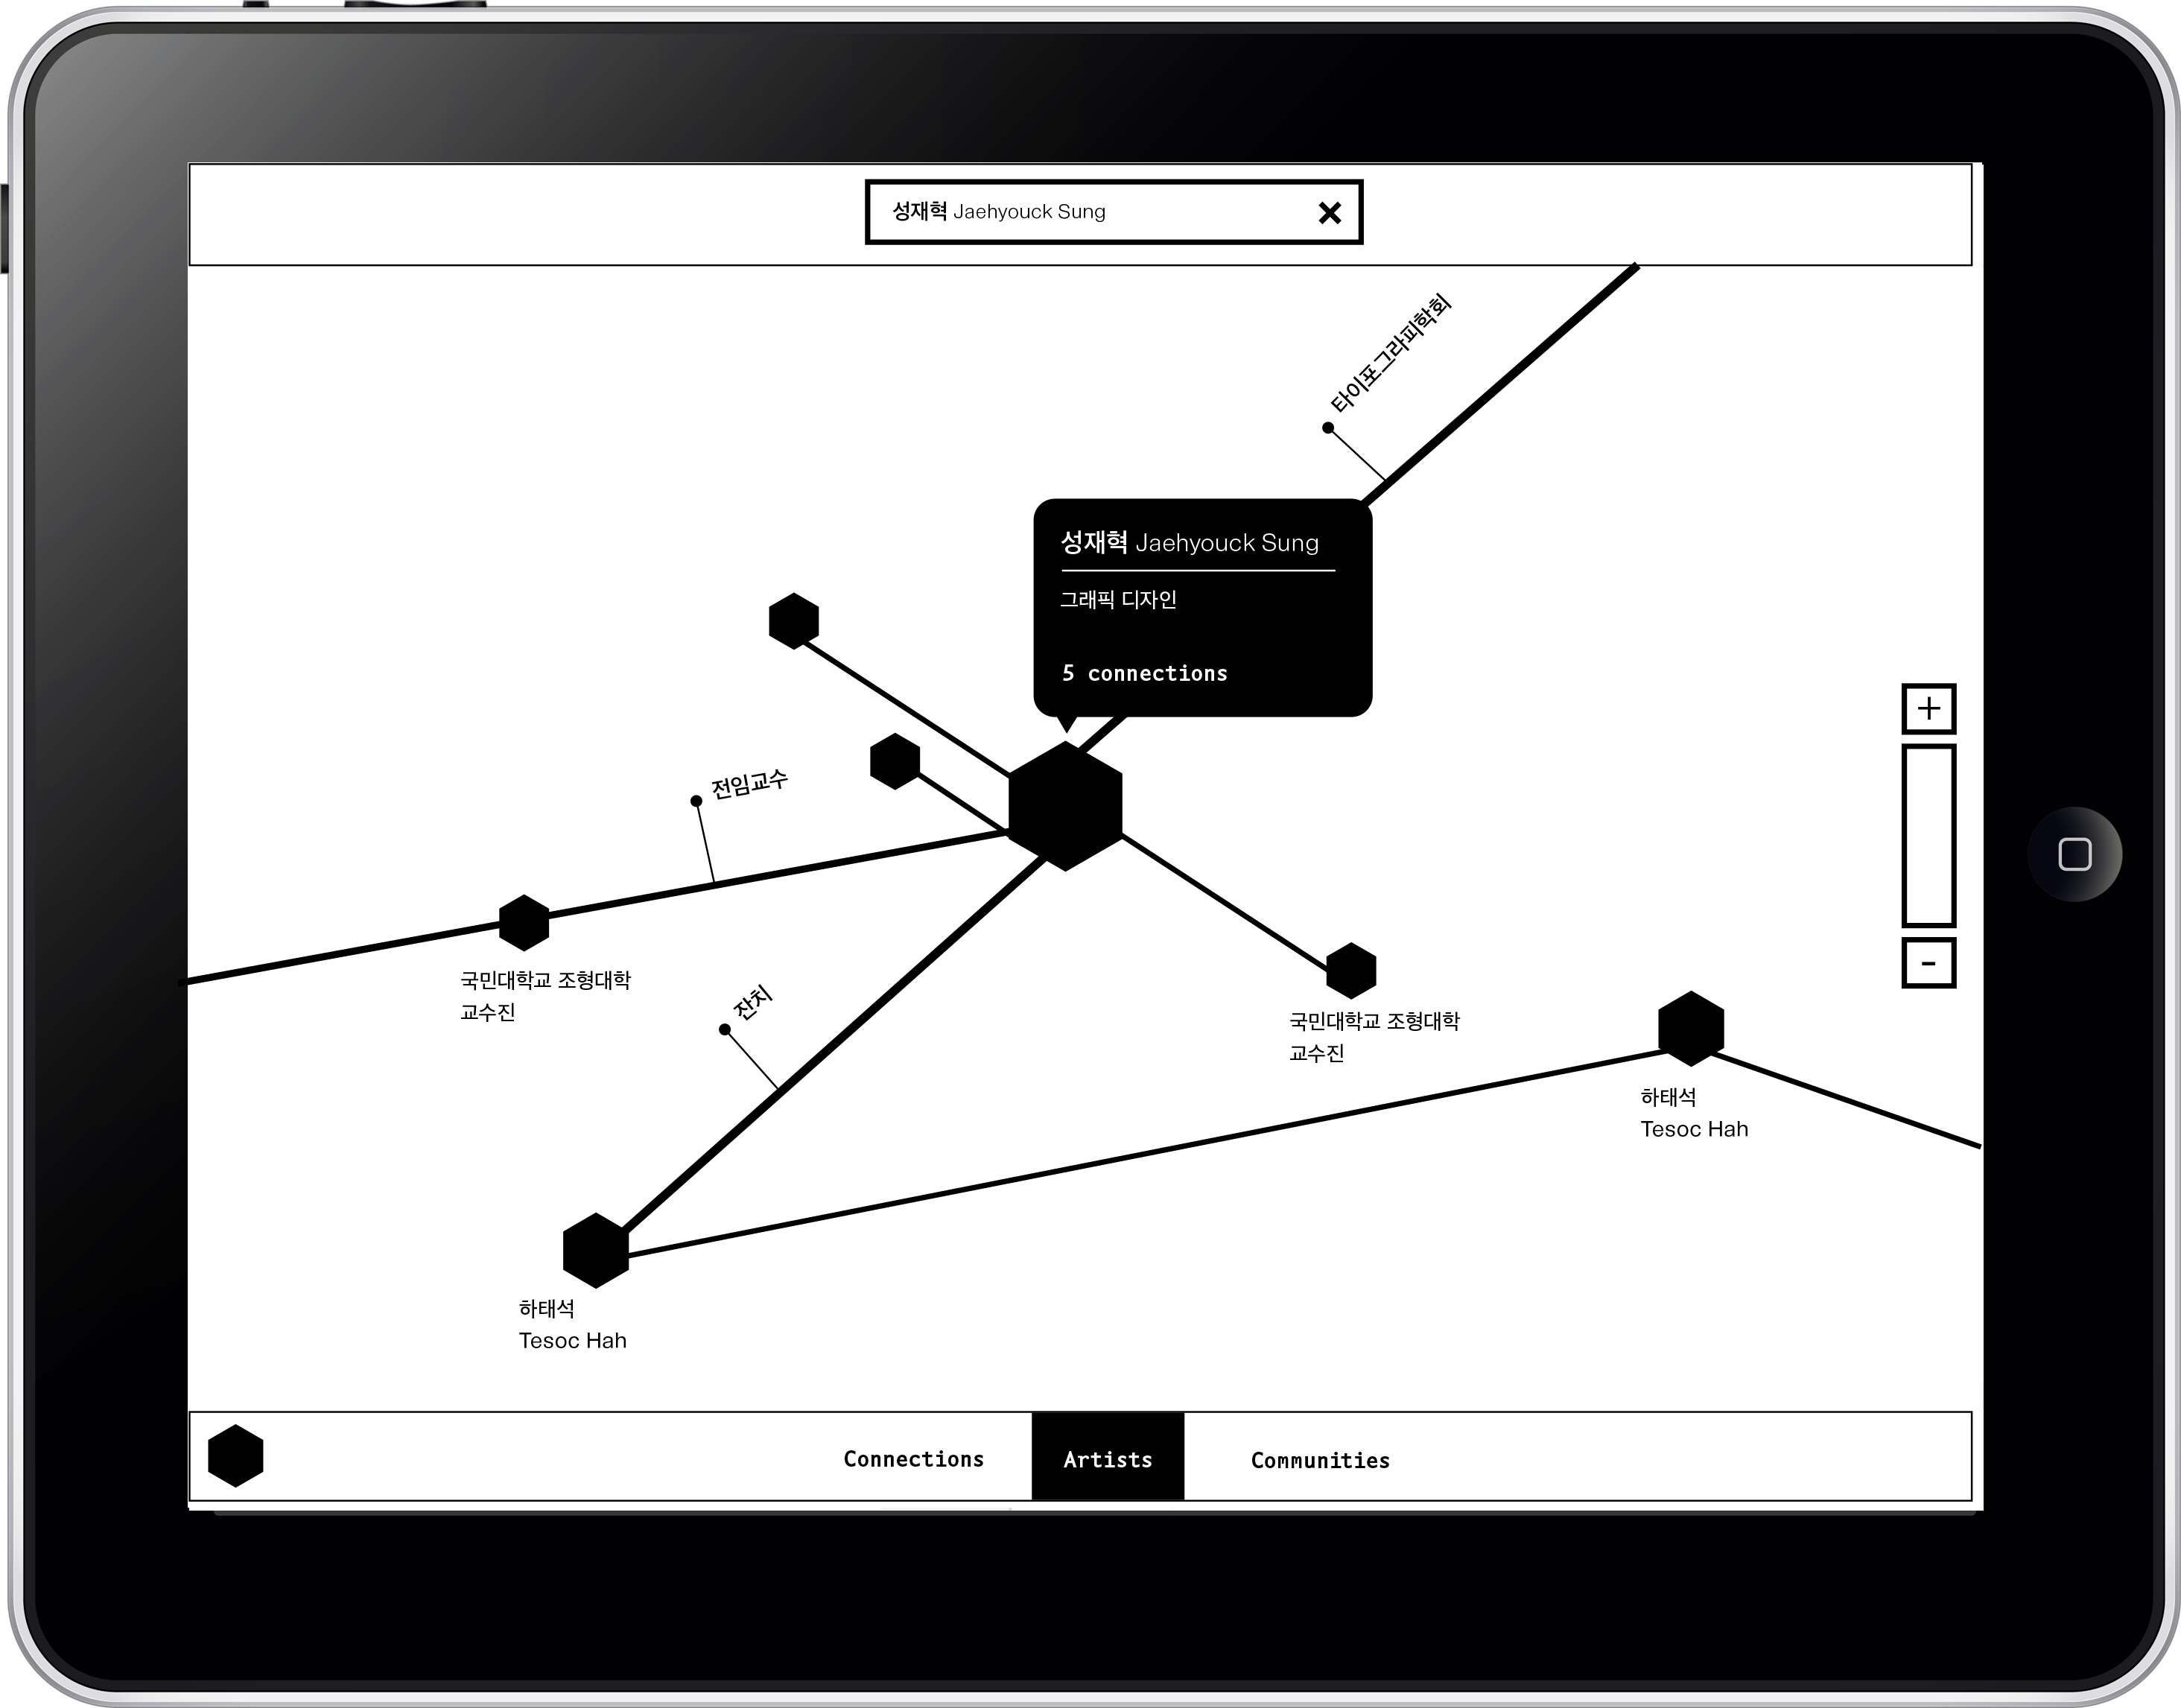 성재혁 Jaehyouck Sung
타이포그라피학회
성재혁 Jaehyouck Sung
그래픽 디자인
5 connections
전임교수
국민대학교 조형대학
교수진
잔치
국민대학교 조형대학
교수진
하태석
Tesoc Hah
하태석
Tesoc Hah
Connections
Artists
Communities